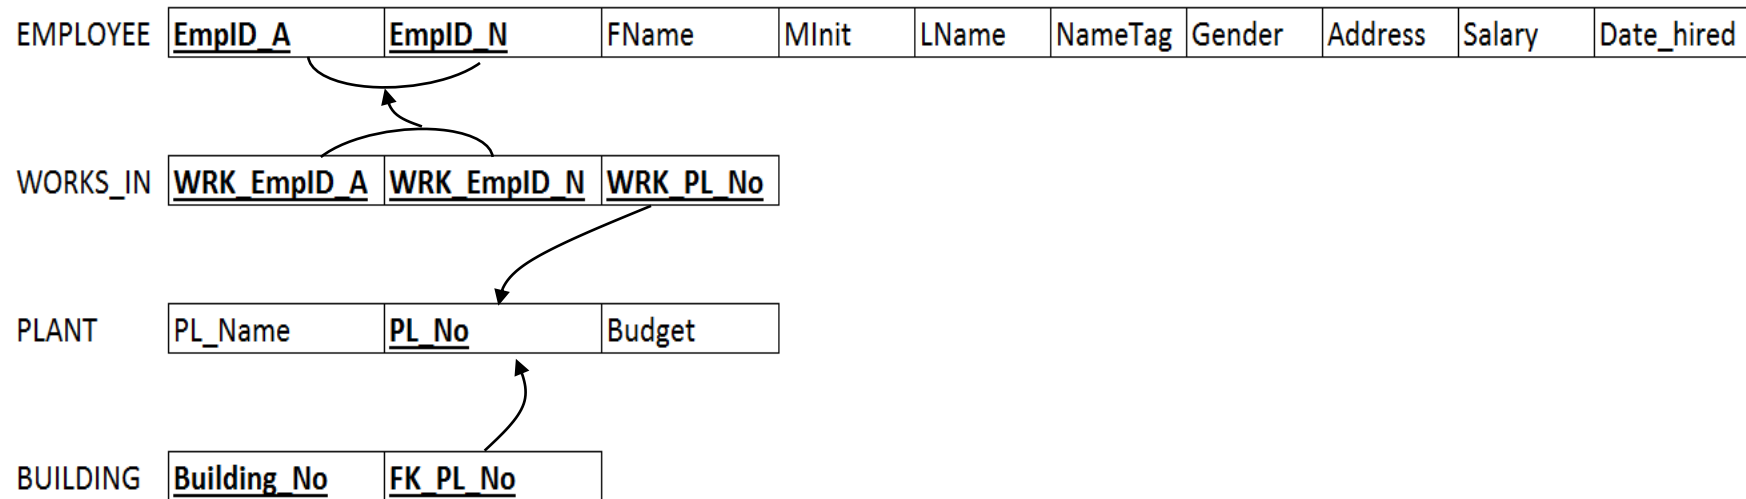 EMPLOYEE EmpID_A EmpID_N FName MInit LName NameTag Gender Address Salary Date_hired
WORKS_IN WRK_EmpID_A WRK_EmpID_N WRK_PL_No
PLANT PL_Name PL_No Budget
BUILDING Building_No FK_PL_No